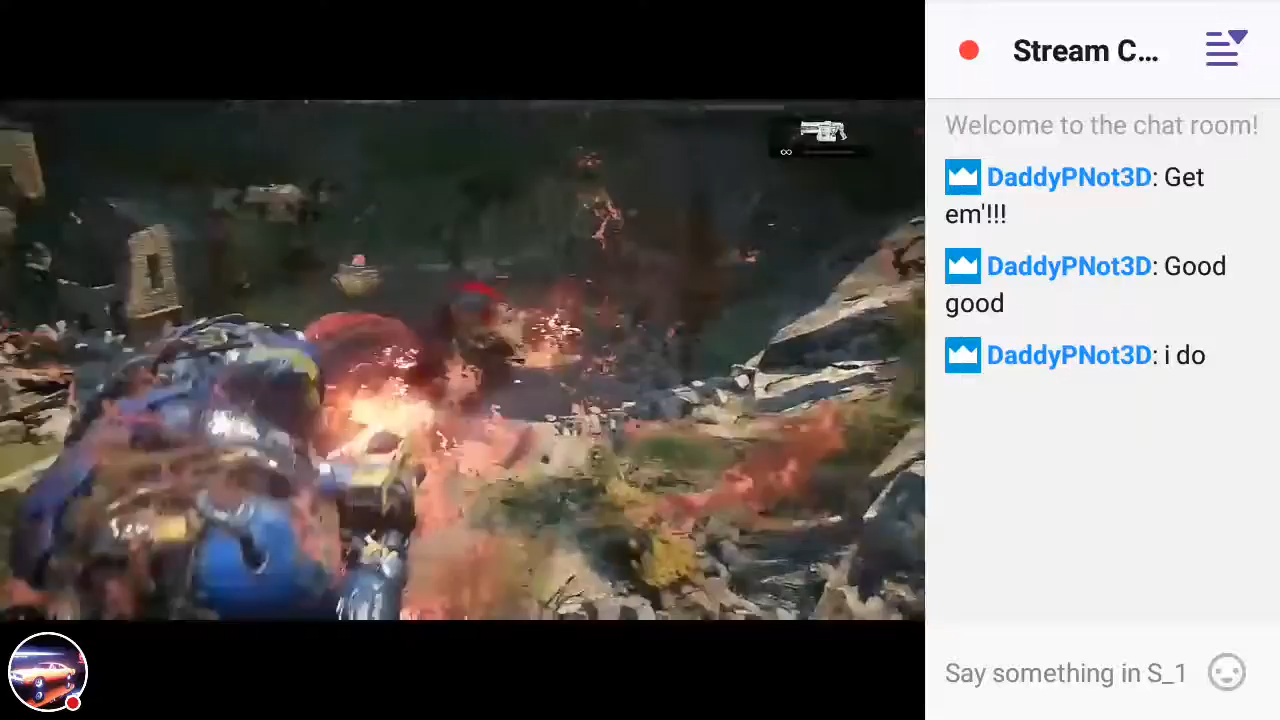 Stream C…
Welcome to the chat room!
DaddyPNot3D: Get
em'!!!
DaddyPNot3D: Good
good
DaddyPNot3D: i do
Say something in S_1
∞